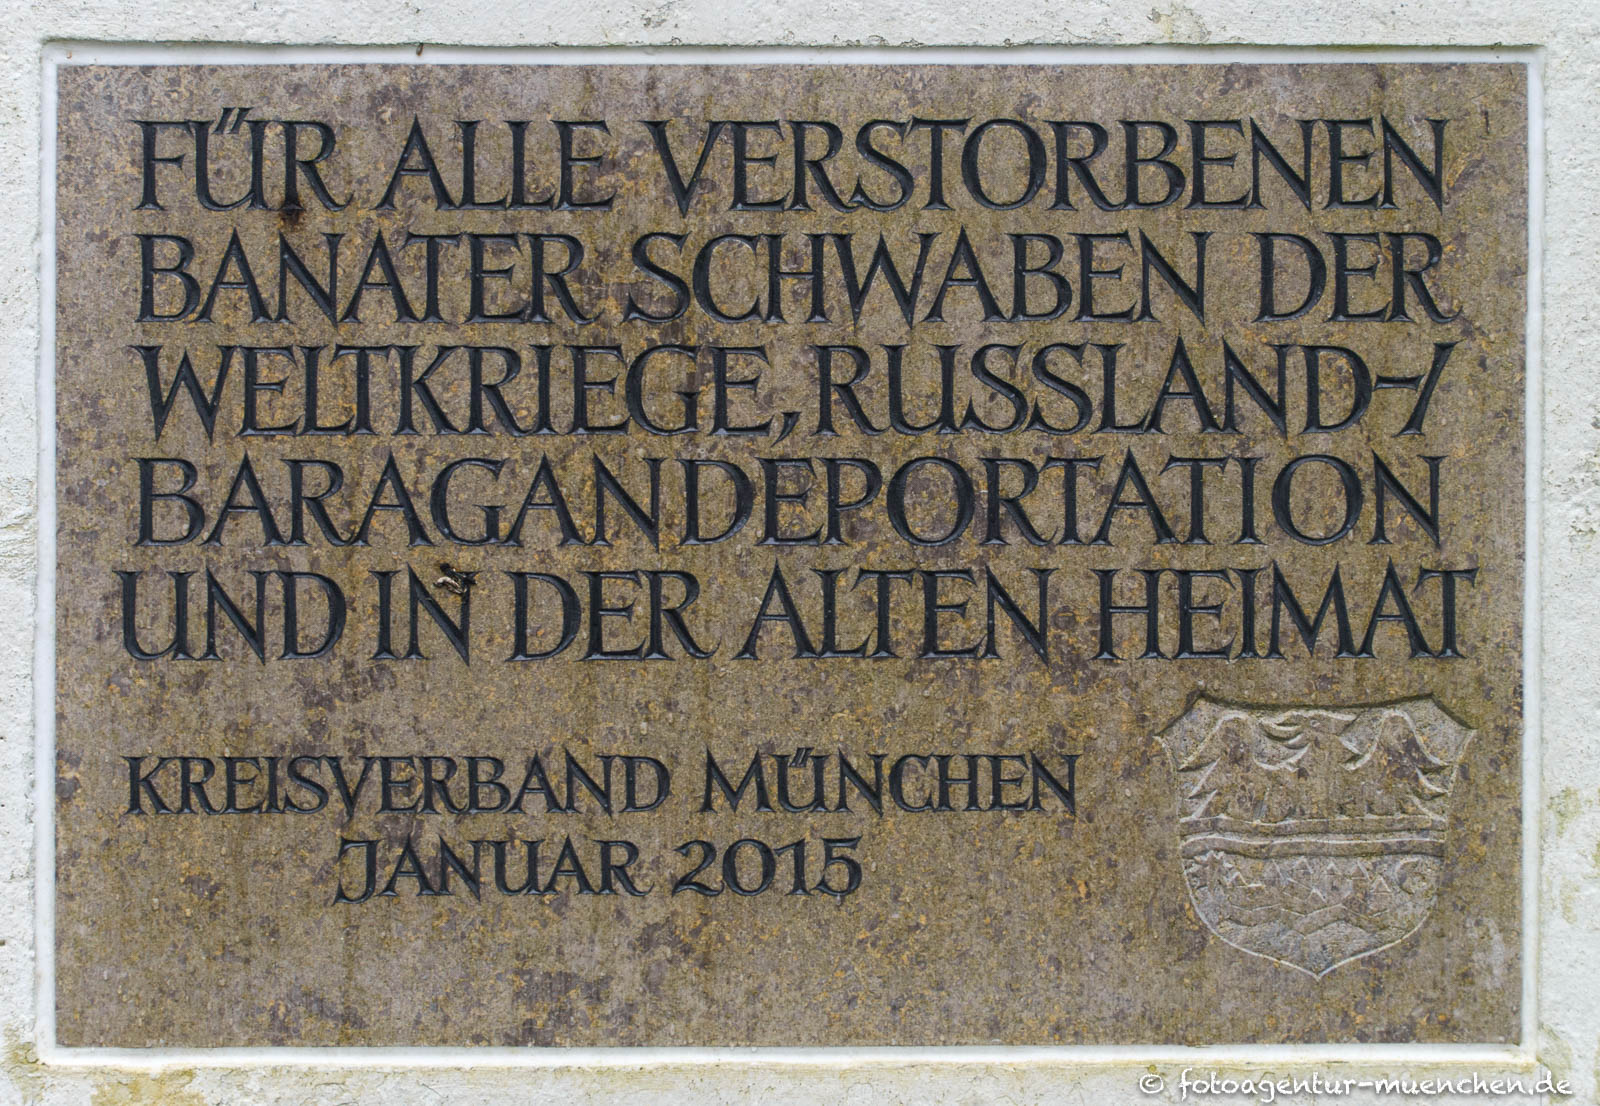 FÜR ALLE VERSTORBENEN
BANATER SCHWABEN DER
WELTKRIEGE, RUSSLAND-/
BARAGANDEPORTATION
UND IN DER ALTEN HEIMAT
KREISVERBAND MÜNCHEN
JANUAR 2015
© fotoagentur-muenchen.de